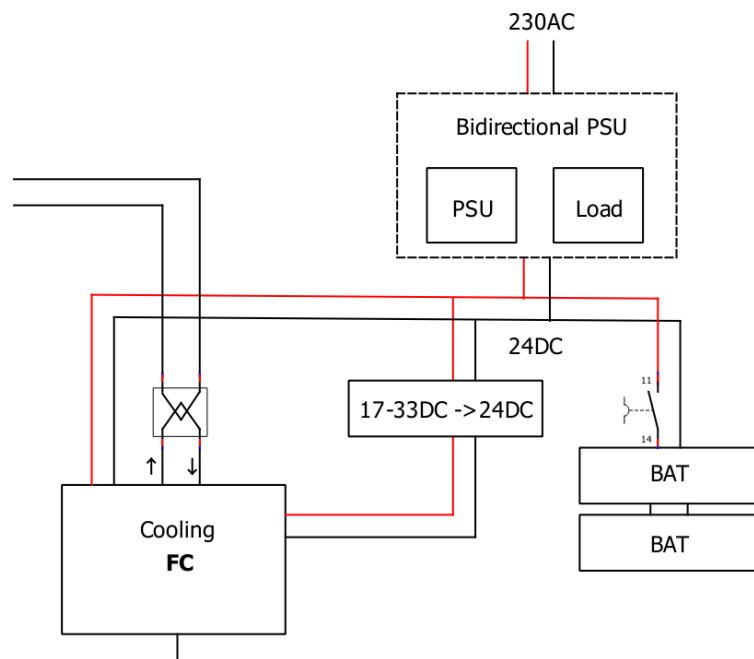 230AC
Bidirectional PSU
PSU
Load
24DC
17-33DC ->24DC
11
14
↑ ↓
BAT
BAT
Cooling
FC